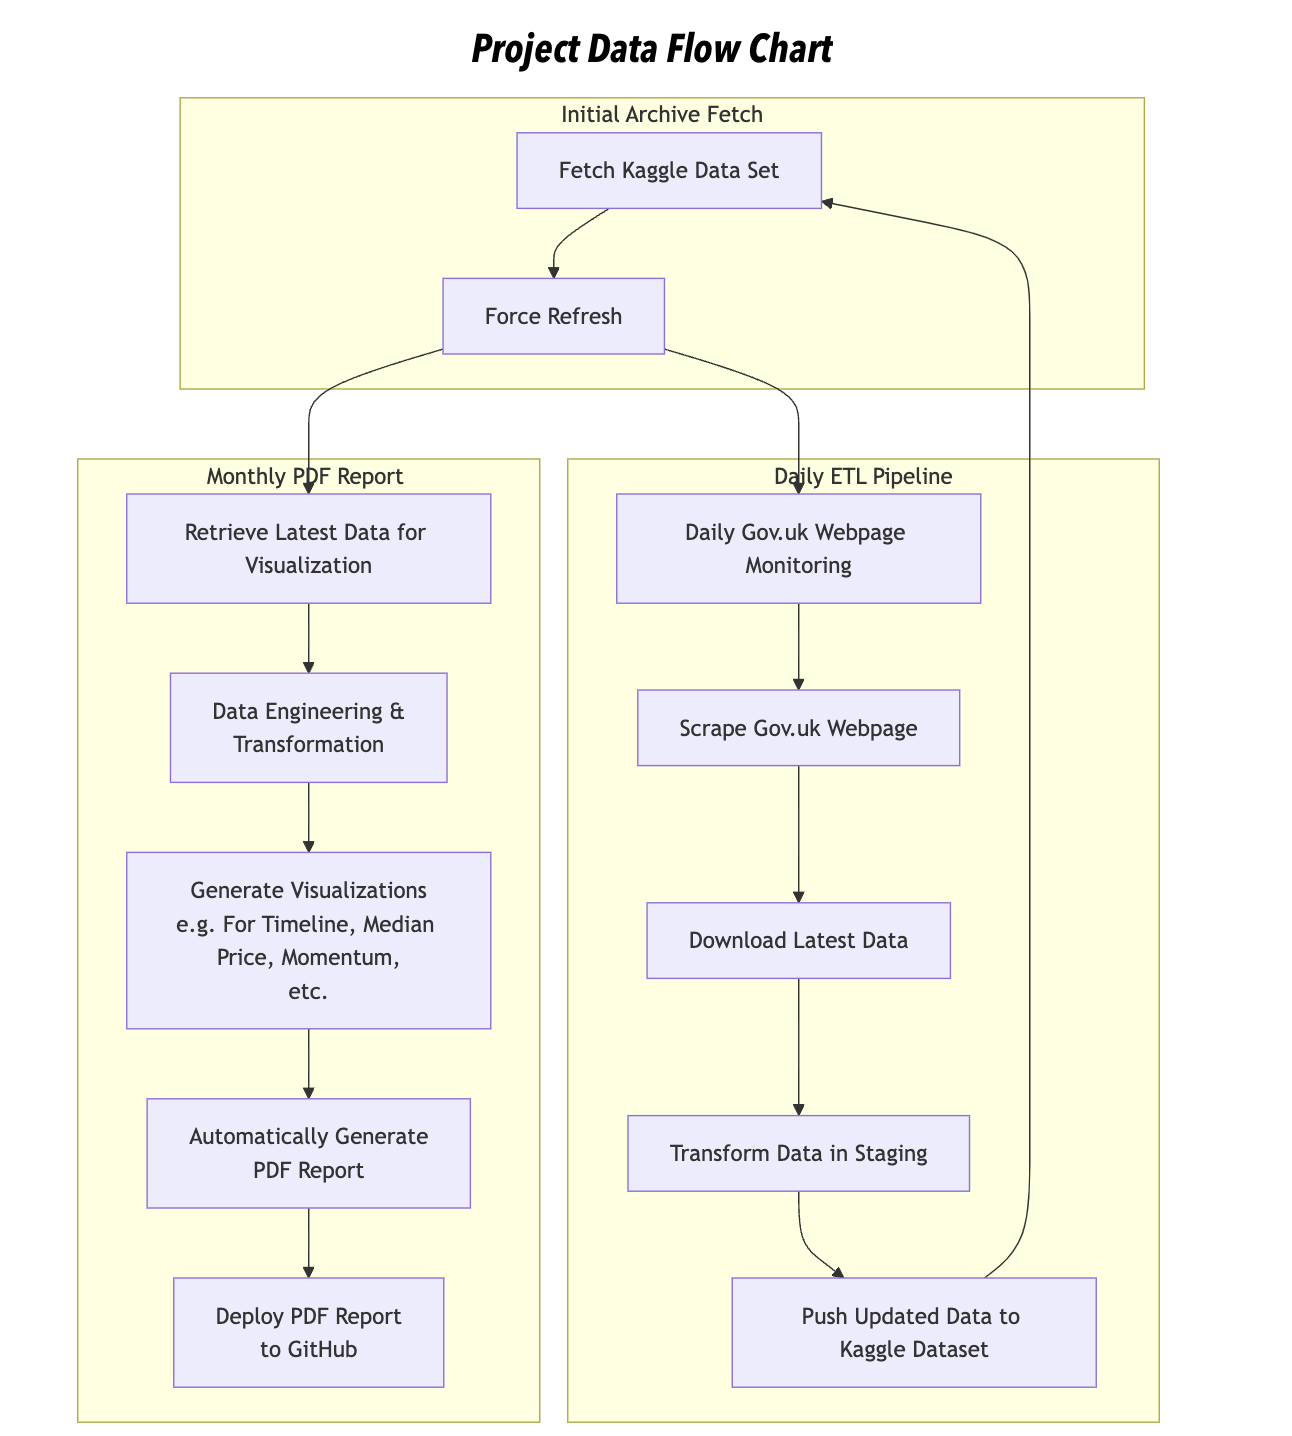 Project Data Flow Chart
Initial Archive Fetch
Fetch Kaggle Data Set
Force Refresh
Monthly PDF Report
Retrieve Latest Data for
Visualization
Data Engineering &
Transformation
Generate Visualizations
e.g. For Timeline, Median
Price, Momentum,
etc.
Automatically Generate
PDF Report
Deploy PDF Report
to GitHub
Daily ETL Pipeline
Daily Gov.uk Webpage
Monitoring
Scrape Gov.uk Webpage
Download Latest Data
Transform Data in Staging
Push Updated Data to
Kaggle Dataset